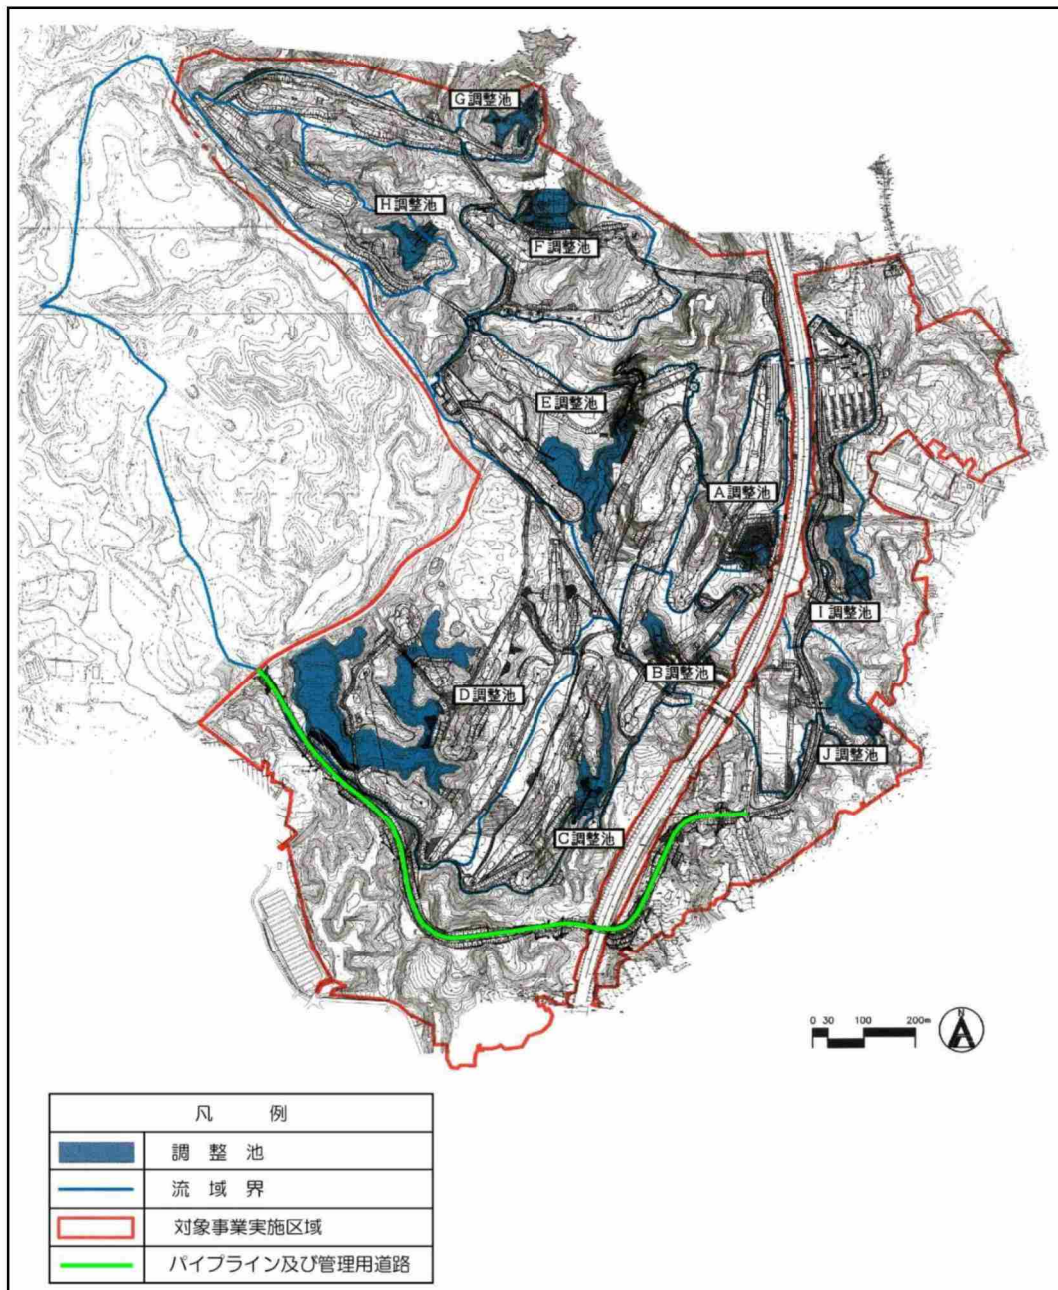 G調整池
H調整池
F調整池
E調整池
A調整池
I調整池
B調整池
D調整池
J調整池
C調整池
0 30 100 200m
N
凡 例
調 整 池
流 域 界
対象事業実施区域
パイプライン及び管理用道路